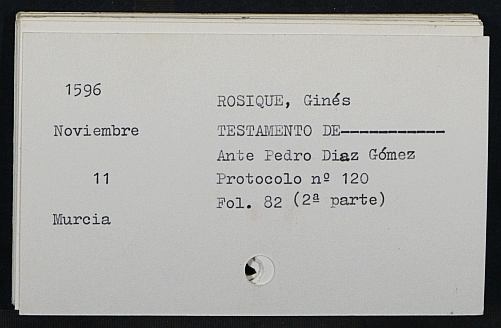 1596
ROSIQUE, Ginés
Noviembre
TESTAMENTO DE-----------
Ante Pedro Diaz Gómez
11
Protocolo nº 120
Fol. 82 (2ª parte)
Murcia